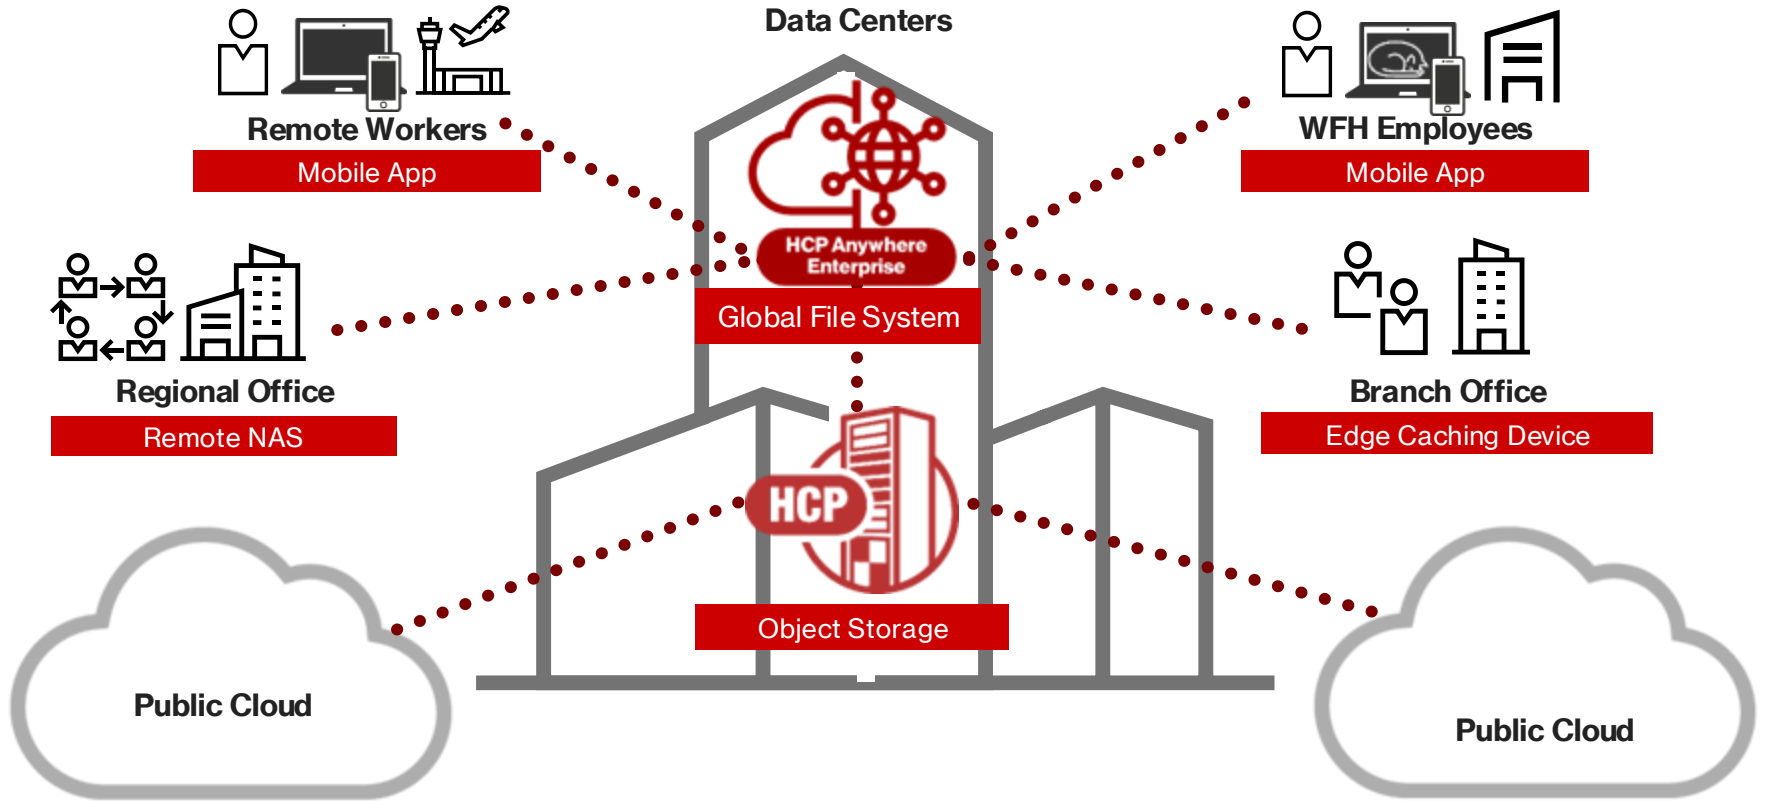 Data Centers
Remote Workers
Mobile App
WFH Employees
Mobile App
HCP Anywhere
Enterprise
Global File System
Regional Office
Remote NAS
Branch Office
Edge Caching Device
HCP
Object Storage
Public Cloud
Public Cloud